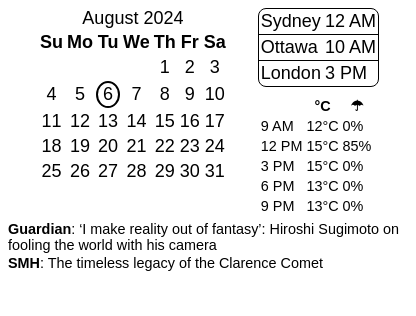 August 2024
Su Mo Tu We Th Fr Sa
1 2 3
4 5 6 7 8 9 10
11 12 13 14 15 16 17
18 19 20 21 22 23 24
25 26 27 28 29 30 31
Sydney 12 AM
Ottawa 10 AM
London 3 PM
°C ☂
9 AM 12°C 0%
12 PM 15°C 85%
3 PM 15°C 0%
6 PM 13°C 0%
9 PM 13°C 0%
Guardian: ‘I make reality out of fantasy’: Hiroshi Sugimoto on
fooling the world with his camera
SMH: The timeless legacy of the Clarence Comet